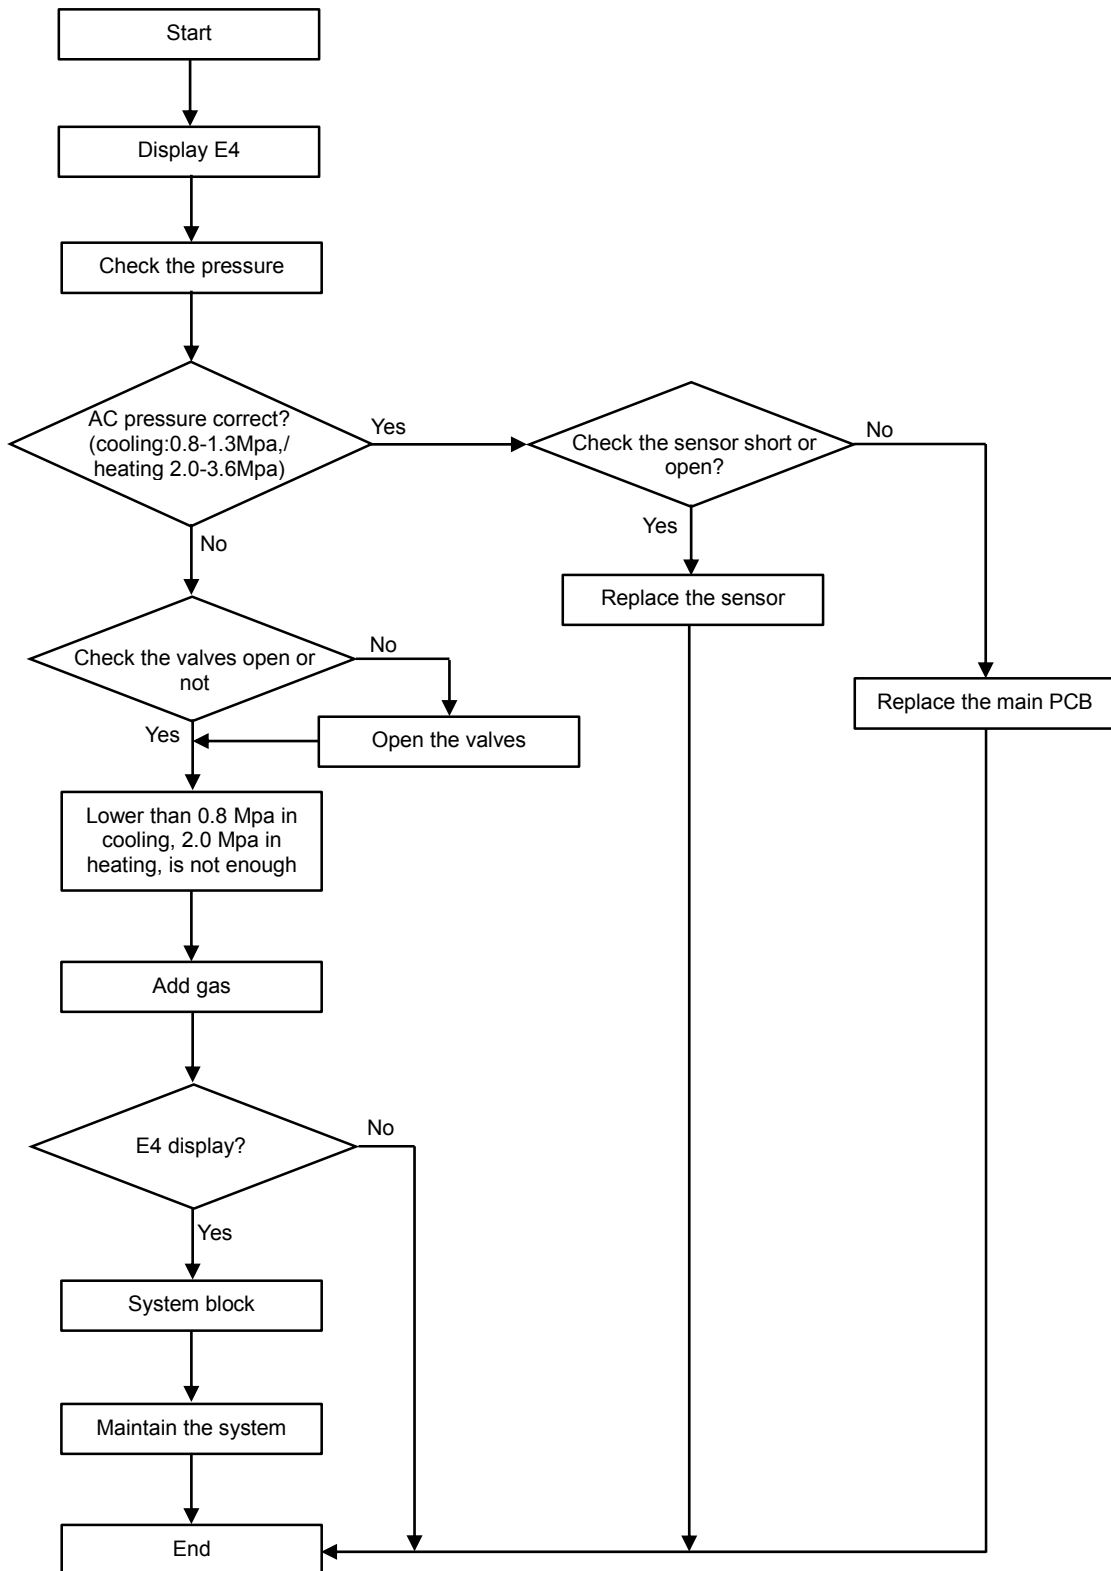 Start
Display E4
Check the pressure
AC pressure correct?
(cooling:0.8-1.3Mpa,/
heating 2.0-3.6Mpa)
Yes
Check the sensor short or
open?
No
No
Yes
Replace the sensor
Check the valves open or
not
No
Replace the main PCB
Yes
Open the valves
Lower than 0.8 Mpa in
cooling, 2.0 Mpa in
heating, is not enough
Add gas
E4 display?
No
Yes
System block
Maintain the system
End